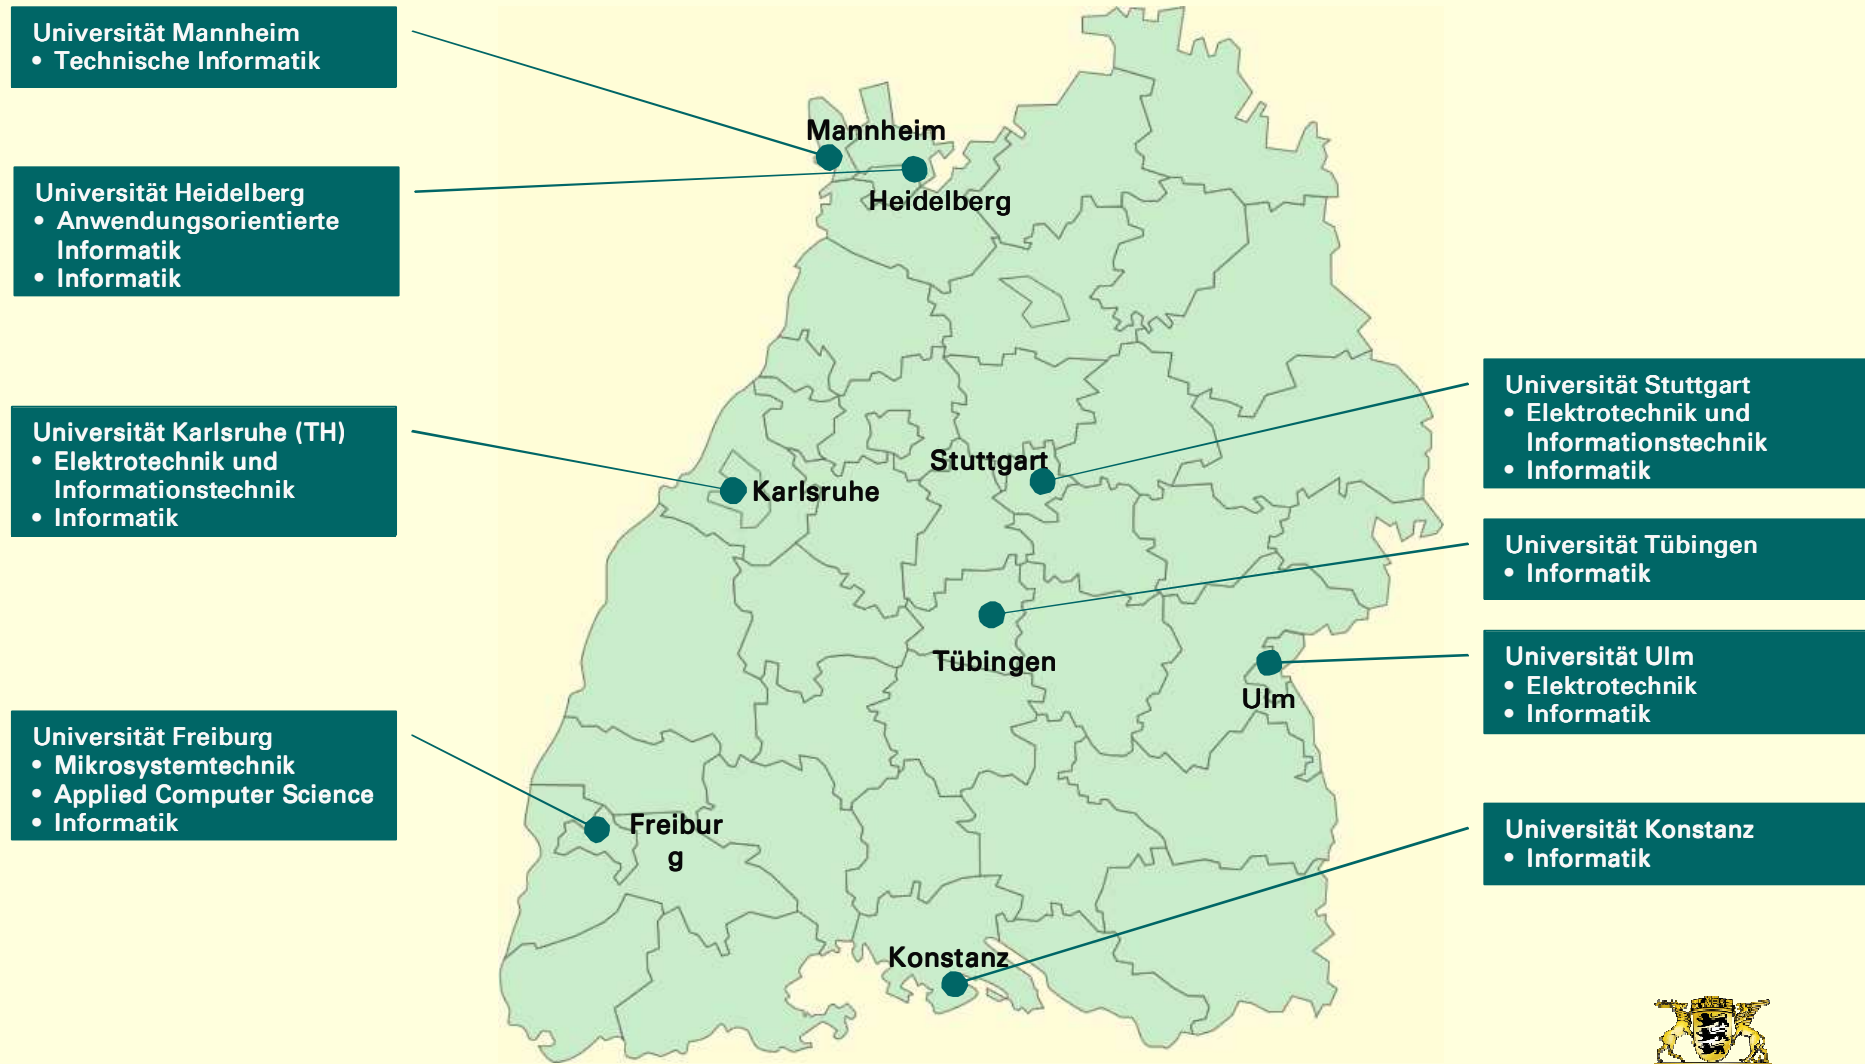 Universität Mannheim
• Technische Informatik
Universität Heidelberg
• Anwendungsorientierte
Informatik
• Informatik
Universität Karlsruhe (TH)
• Elektrotechnik und
Informationstechnik
• Informatik
Universität Freiburg
• Mikrosystemtechnik
• Applied Computer Science
• Informatik
Mannheim
Heidelberg
Stuttgart
Karlsruhe
Tübingen
Ulm
Freibur
g
Konstanz
Universität Stuttgart
• Elektrotechnik und
Informationstechnik
• Informatik
Universität Tübingen
• Informatik
Universität Ulm
• Elektrotechnik
• Informatik
Universität Konstanz
• Informatik